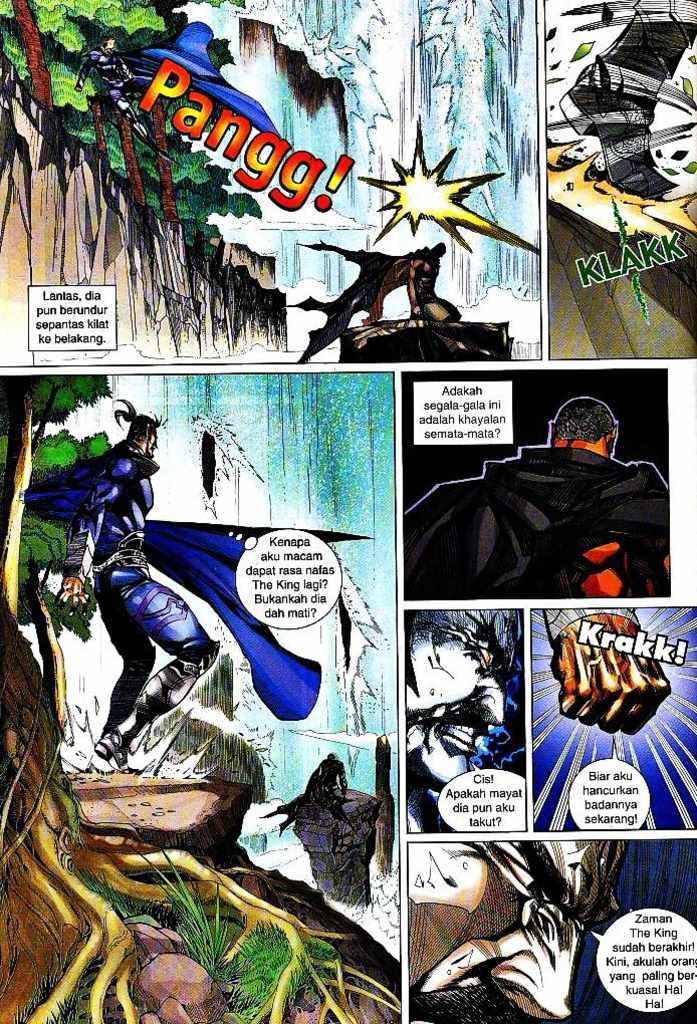 Pangg!
KLAKK
Lantas, dia
pun berundur
sepantas kilat
ke belakang.
Kenapa
aku macam
dapat rasa nafas
The King lagi?
Bukankah dia
dah mati?
Adakah
segala-gala ini
adalah khayalan
semata-mata?
Cis!
Apakah mayat
dia pun aku
takut?
Krakk!
Biar aku
hancurkan
badannya
sekarang!
Zaman
The King
sudah berakhir!
Kini, akulah orang
yang paling ber-
kuasa! Ha!
Ha!